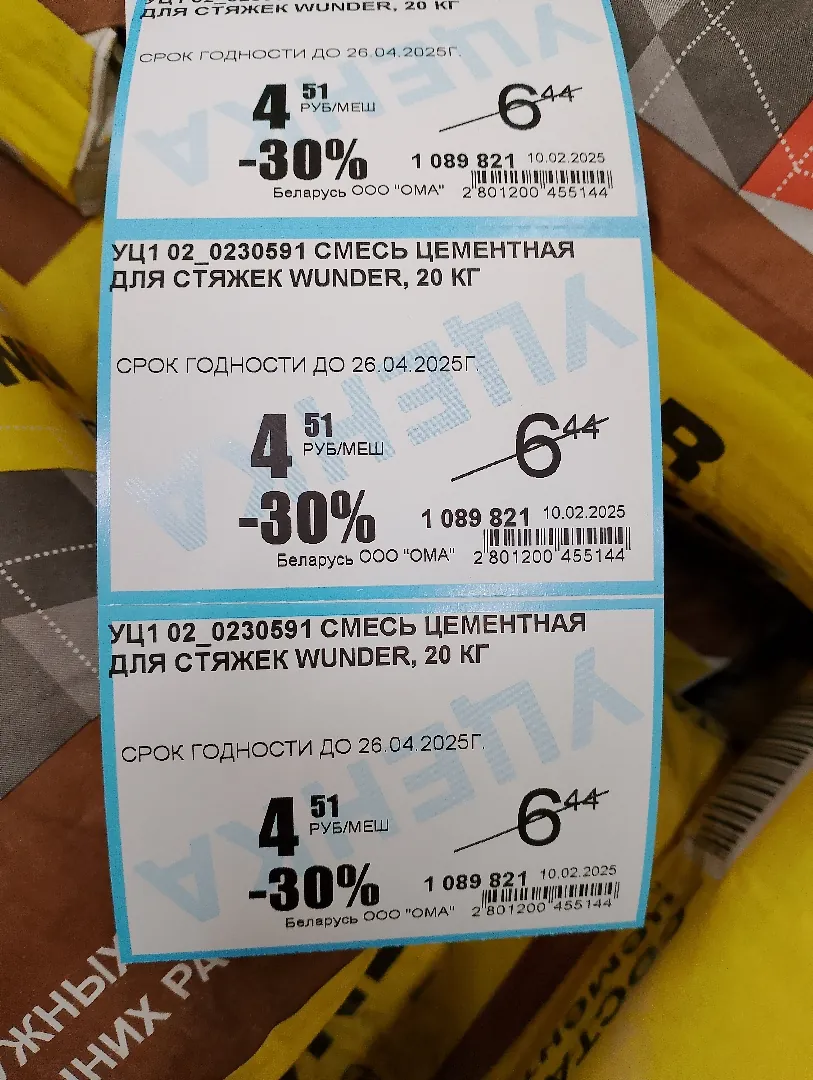 УЦ1 02_0230591
ДЛЯ СТЯЖЕК WUNDER, 20 КГ
СРОК ГОДНОСТИ ДО 26.04.2025Г.
УЦЕНКА
4 51 РУБ/МЕШ
6 44
-30%
1 089 821 10.02.2025
Беларусь ООО "ОМА" 2 801200 455144
УЦ1 02_0230591 СМЕСЬ ЦЕМЕНТНАЯ
ДЛЯ СТЯЖЕК WUNDER, 20 КГ
СРОК ГОДНОСТИ ДО 26.04.2025Г.
УЦЕНКА
4 51 РУБ/МЕШ
6 44
-30%
1 089 821 10.02.2025
Беларусь ООО "ОМА" 2 801200 455144
УЦ1 02_0230591 СМЕСЬ ЦЕМЕНТНАЯ
ДЛЯ СТЯЖЕК WUNDER, 20 КГ
СРОК ГОДНОСТИ ДО 26.04.2025Г.
УЦЕНКА
4 51 РУБ/МЕШ
6 44
-30%
1 089 821 10.02.2025
Беларусь ООО "ОМА" 2 801200 455144
R